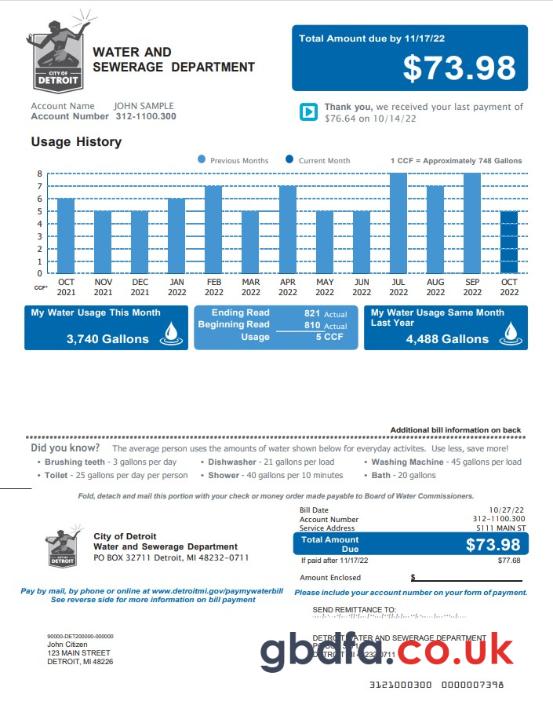 WATER AND
SEWERAGE DEPARTMENT
CITY OF
DETROIT
Total Amount due by 11/17/22
$73.98
Account Name JOHN SAMPLE
Account Number 312-1100.300
Thank you, we received your last payment of
$76.64 on 10/14/22
Usage History
Previous Months Current Month 1 CCF = Approximately 748 Gallons
8
7
6
5
4
3
2
1
0
CCF*
OCT NOV DEC JAN FEB MAR APR MAY JUN JUL AUG SEP OCT
2021 2021 2021 2022 2022 2022 2022 2022 2022 2022 2022 2022 2022
My Water Usage This Month
3,740 Gallons
Ending Read 821 Actual
Beginning Read 810 Actual
Usage 5 CCF
My Water Usage Same Month
Last Year
4,488 Gallons
Additional bill information on back
Did you know? The average person uses the amounts of water shown below for everyday activites. Use less, save more!
• Brushing teeth - 3 gallons per day • Dishwasher - 21 gallons per load • Washing Machine - 45 gallons per load
• Toilet - 25 gallons per day per person • Shower - 40 gallons per 10 minutes • Bath - 20 gallons
Fold, detach and mail this portion with your check or money order made payable to Board of Water Commissioners.
Bill Date 10/27/22
Account Number 312-1100.300
Service Address 5111 MAIN ST
CITY OF
DETROIT
City of Detroit
Water and Sewerage Department
PO BOX 32711 Detroit, MI 48232-0711
Total Amount
Due
$73.98
If paid after 11/17/22 $77.68
Amount Enclosed $
Pay by mail, by phone or online at www.detroitmi.gov/paymywaterbill
See reverse side for more information on bill payment
Please include your account number on your form of payment.
SEND REMITTANCE TO:
90000-DET200000-000000
John Citizen
123 MAIN STREET
DETROIT, MI 48226
DETROIT WATER AND SEWERAGE DEPARTMENT
gbdfa.co.uk
3121000300 0000007398